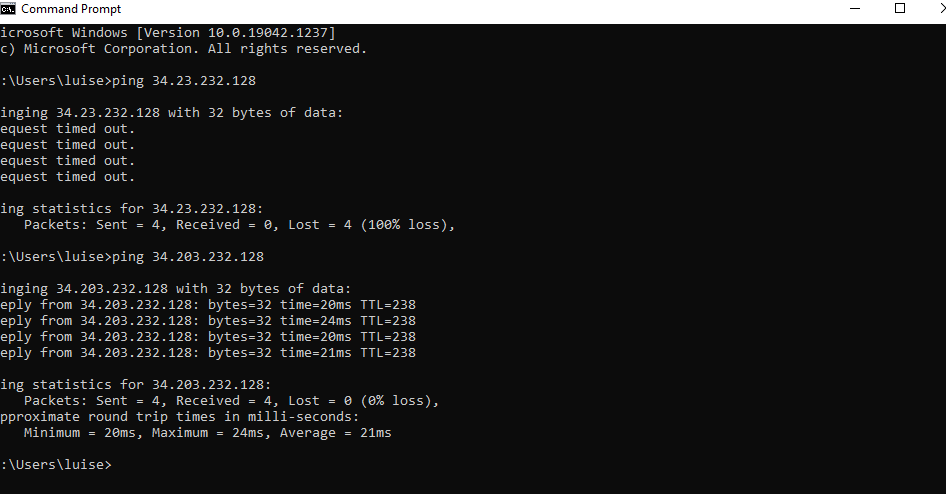 Command Prompt
icrosoft Windows [Version 10.0.19042.1237]
c) Microsoft Corporation. All rights reserved.
:\Users\luise>ping 34.23.232.128
inging 34.23.232.128 with 32 bytes of data:
equest timed out.
equest timed out.
equest timed out.
equest timed out.
ing statistics for 34.23.232.128:
Packets: Sent = 4, Received = 0, Lost = 4 (100% loss),
:\Users\luise>ping 34.203.232.128
inging 34.203.232.128 with 32 bytes of data:
eply from 34.203.232.128: bytes=32 time=20ms TTL=238
eply from 34.203.232.128: bytes=32 time=24ms TTL=238
eply from 34.203.232.128: bytes=32 time=20ms TTL=238
eply from 34.203.232.128: bytes=32 time=21ms TTL=238
ing statistics for 34.203.232.128:
Packets: Sent = 4, Received = 4, Lost = 0 (0% loss),
pproximate round trip times in milli-seconds:
Minimum = 20ms, Maximum = 24ms, Average = 21ms
:\Users\luise>